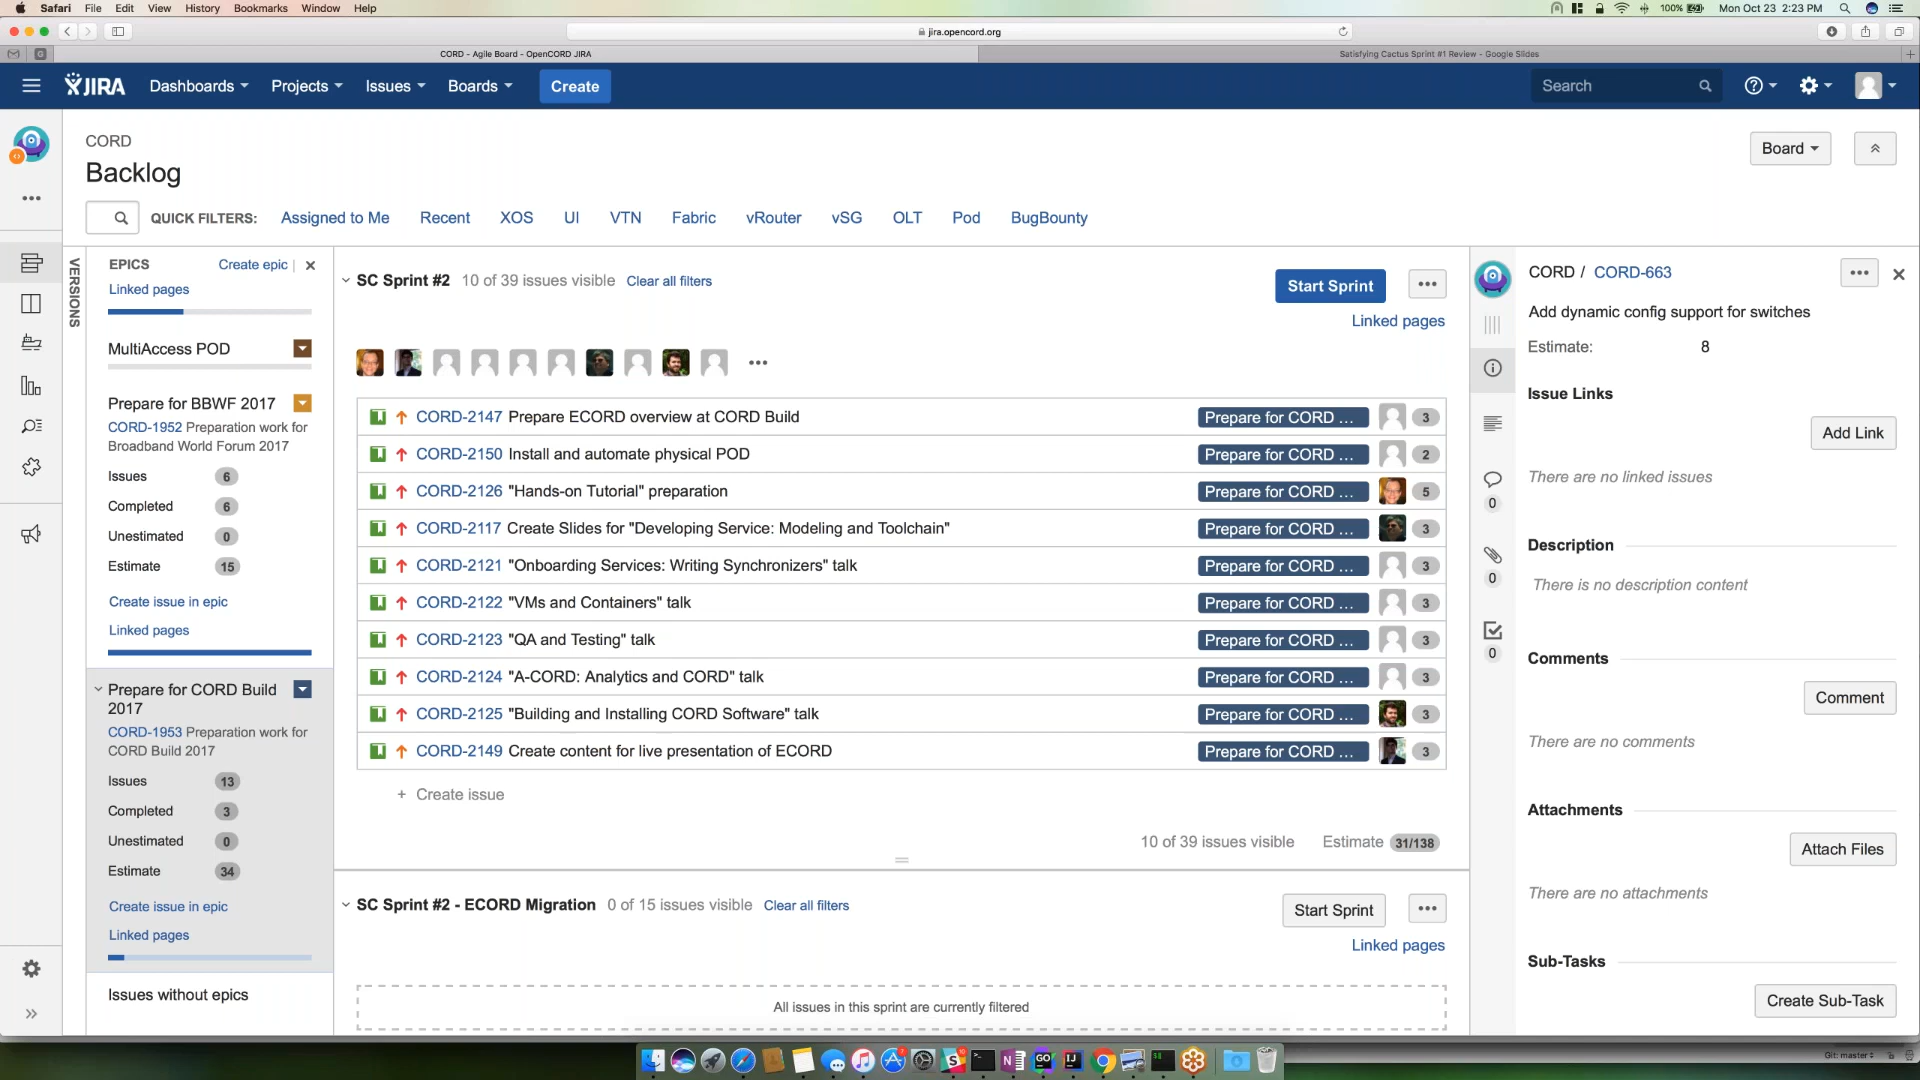 Safari File Edit View History Bookmarks Window Help
100% Mon Oct 23 2:23 PM
jira.opencord.org
G CORD - Agile Board - OpenCORD JIRA
Satisfying Cactus Sprint #1 Review - Google Slides
JIRA Dashboards Projects Issues Boards Create Search
CORD
Backlog
Board
QUICK FILTERS: Assigned to Me Recent XOS UI VTN Fabric vRouter vSG OLT Pod BugBounty
VERSIONS
EPICS Create epic
Linked pages
MultiAccess POD
Prepare for BBWF 2017
CORD-1952 Preparation work for
Broadband World Forum 2017
Issues 6
Completed 6
Unestimated 0
Estimate 15
Create issue in epic
Linked pages
Prepare for CORD Build
2017
CORD-1953 Preparation work for
CORD Build 2017
Issues 13
Completed 3
Unestimated 0
Estimate 34
Create issue in epic
Linked pages
Issues without epics
SC Sprint #2 10 of 39 issues visible Clear all filters
Start Sprint
Linked pages
CORD-2147 Prepare ECORD overview at CORD Build Prepare for CORD ... 3
CORD-2150 Install and automate physical POD Prepare for CORD ... 2
CORD-2126 "Hands-on Tutorial" preparation Prepare for CORD ... 5
CORD-2117 Create Slides for "Developing Service: Modeling and Toolchain" Prepare for CORD ... 3
CORD-2121 "Onboarding Services: Writing Synchronizers" talk Prepare for CORD ... 3
CORD-2122 "VMs and Containers" talk Prepare for CORD ... 3
CORD-2123 "QA and Testing" talk Prepare for CORD ... 3
CORD-2124 "A-CORD: Analytics and CORD" talk Prepare for CORD ... 3
CORD-2125 "Building and Installing CORD Software" talk Prepare for CORD ... 3
CORD-2149 Create content for live presentation of ECORD Prepare for CORD ... 3
+ Create issue
10 of 39 issues visible Estimate 31/138
SC Sprint #2 - ECORD Migration 0 of 15 issues visible Clear all filters
Start Sprint
Linked pages
All issues in this sprint are currently filtered
CORD / CORD-663
Add dynamic config support for switches
Estimate: 8
Issue Links
Add Link
There are no linked issues
0
Description
There is no description content
0
Comments
0
Comment
There are no comments
Attachments
Attach Files
There are no attachments
Sub-Tasks
Create Sub-Task
Git: master